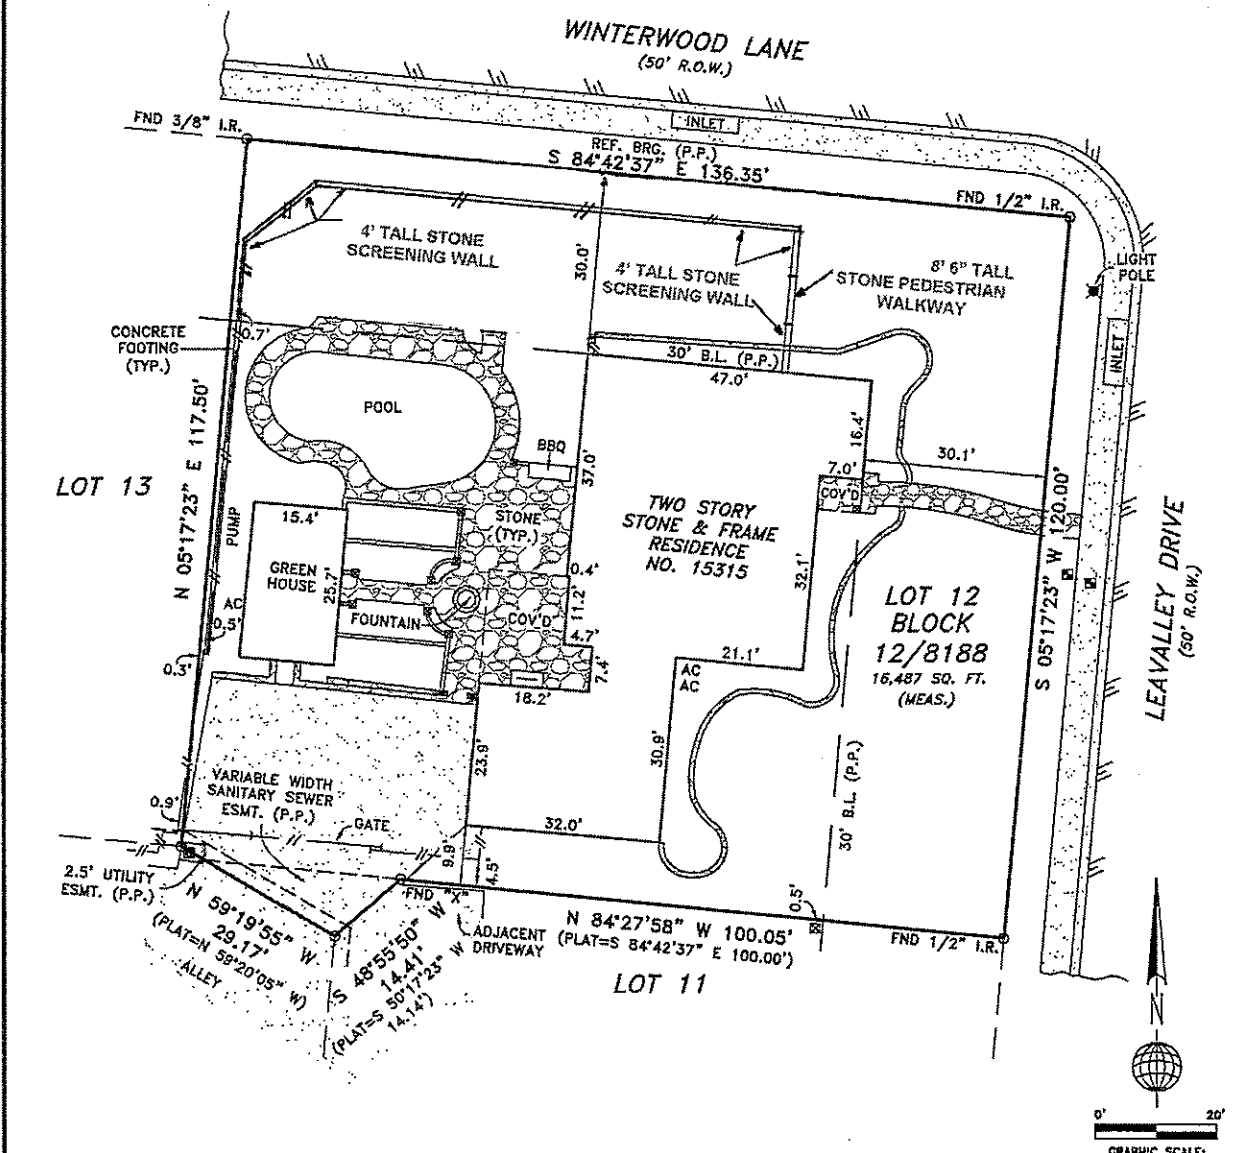 WINTERWOOD LANE
(50' R.O.W.)
FND 3/8" I.R.
INLET
REF. BRG. (P.P.)
S 84°42'37" E 136.35'
FND 1/2" I.R.
4' TALL STONE
SCREENING WALL
30.0'
4' TALL STONE
SCREENING WALL
8' 6" TALL
STONE PEDESTRIAN
WALKWAY
LIGHT
POLE
INLET
CONCRETE
FOOTING
(TYP.)
0.7'
30' B.L. (P.P.)
47.0'
16.4'
30.1'
POOL
BBQ
37.0'
7.0'
COV'D
N 05°17'23" E 117.50'
LOT 13
PUMP
15.4'
GREEN
HOUSE
25.7'
STONE
(TYP.)
TWO STORY
STONE & FRAME
RESIDENCE
NO. 15315
32.1'
0.4'
11.2'
AC
0.5'
FOUNTAIN
COV'D
4.7'
7.4'
0.3'
18.2'
21.1'
AC
AC
LOT 12
BLOCK
12/8188
16,487 SQ. FT.
(MEAS.)
S 05°17'23" W 120.00'
LEAVALLEY DRIVE
(50' R.O.W.)
23.9'
30.9'
30' B.L. (P.P.)
VARIABLE WIDTH
SANITARY SEWER
ESMT. (P.P.)
0.9'
GATE
32.0'
9.9'
4.5'
2.5' UTILITY
ESMT. (P.P.)
FND "X"
0.5'
N 59°19'55" W
29.17'
(PLAT=N 59°20'05" W)
ALLEY
S 48°55'50" W
14.41'
(PLAT=S 50°17'23" W
14.14')
ADJACENT
DRIVEWAY
N 84°27'58" W 100.05'
(PLAT=S 84°42'37" E 100.00')
FND 1/2" I.R.
LOT 11
N
0' 20'
GRAPHIC SCALE: